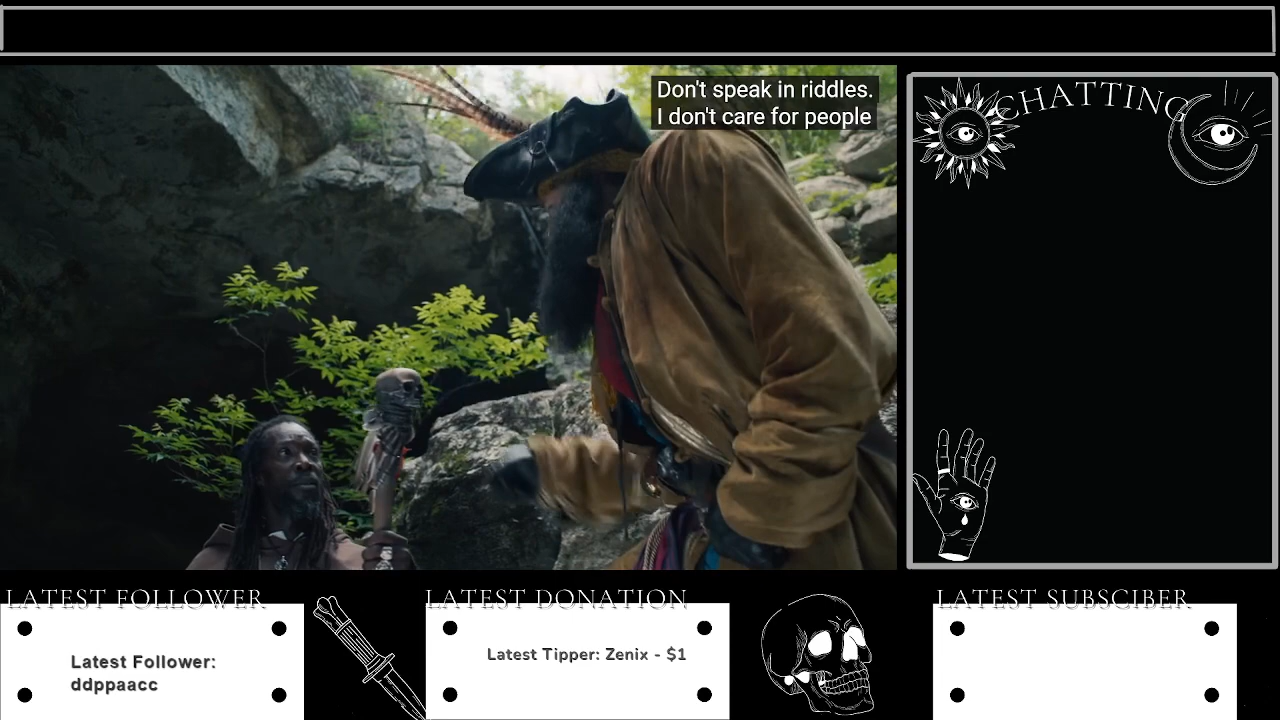 Don't speak in riddles.
I don't care for people
CHATTING
LATEST FOLLOWER
Latest Follower:
ddppaacc
LATEST DONATION
Latest Tipper: Zenix - $1
LATEST SUBSCIBER